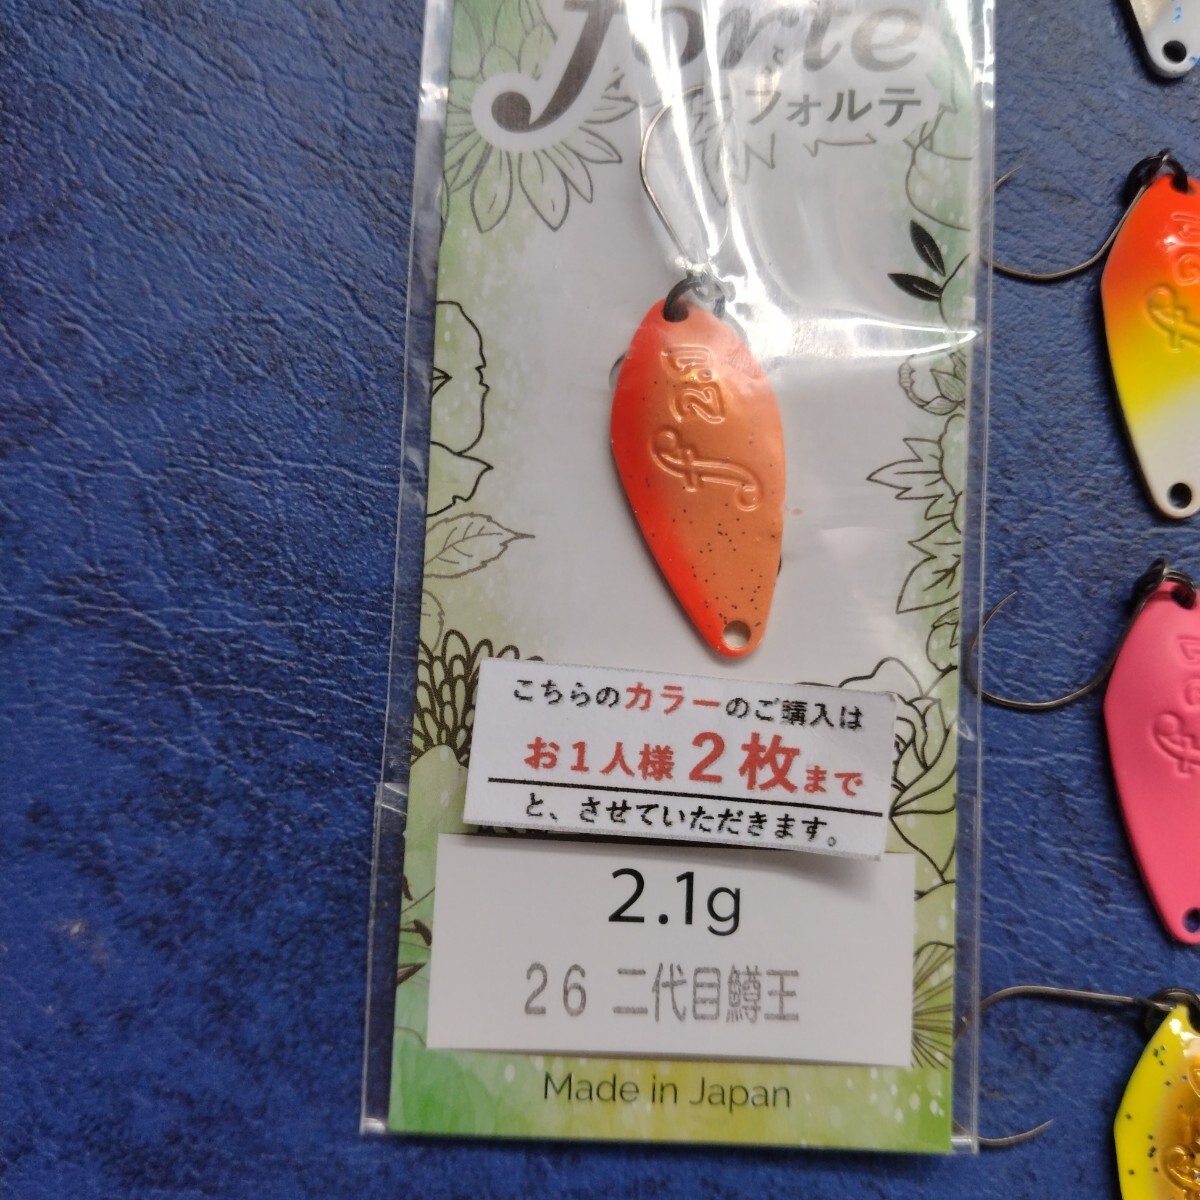 forte
フォルテ
f 2.1
こちらのカラーのご購入は
お1人様2枚まで
と、させていただきます。
2.1g
26 二代目鱒王
Made in Japan